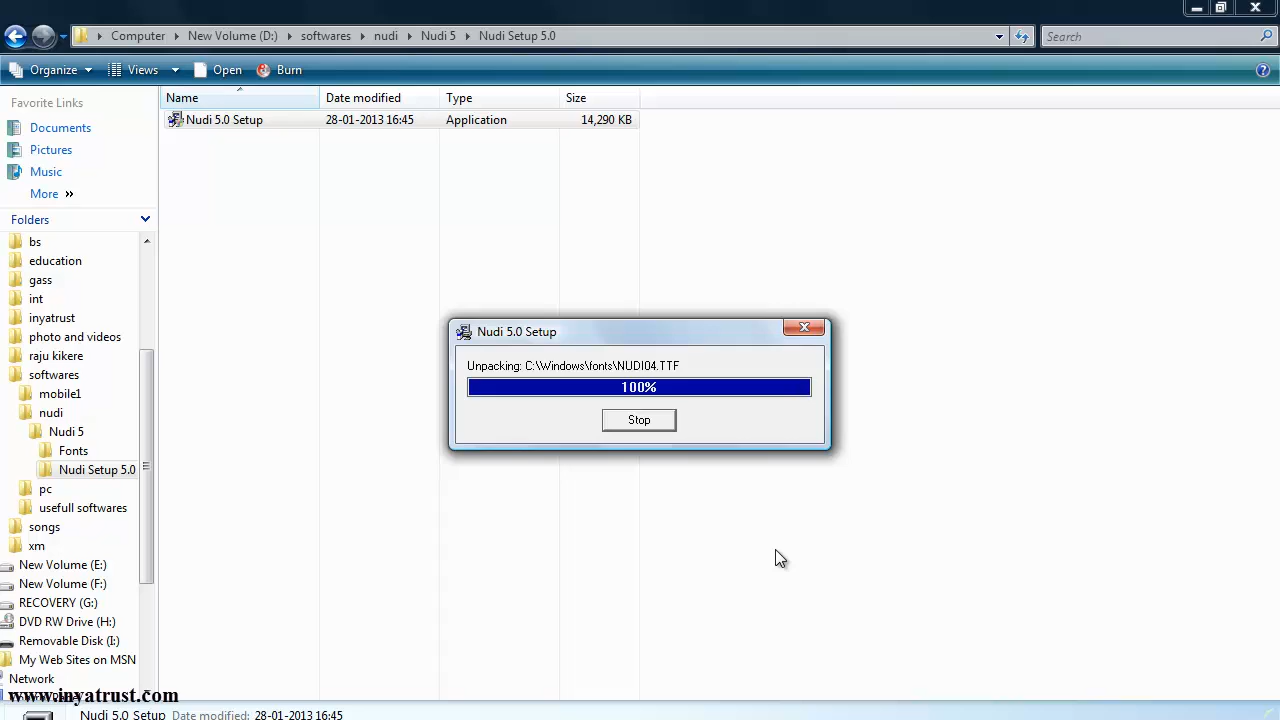 Computer New Volume (D:) softwares nudi Nudi 5 Nudi Setup 5.0
Search
Organize Views Open Burn
Favorite Links
Documents
Pictures
Music
More »
Folders
bs
education
gass
int
inyatrust
photo and videos
raju kikere
softwares
mobile1
nudi
Nudi 5
Fonts
Nudi Setup 5.0
pc
usefull softwares
songs
xm
New Volume (E:)
New Volume (F:)
RECOVERY (G:)
DVD RW Drive (H:)
Removable Disk (I:)
My Web Sites on MSN
Network
Name Date modified Type Size
Nudi 5.0 Setup 28-01-2013 16:45 Application 14,290 KB
Nudi 5.0 Setup
Unpacking: C:\Windows\fonts\NUDI04.TTF
100%
Stop
www.inyatrust.com
Nudi 5.0 Setup Date modified: 28-01-2013 16:45